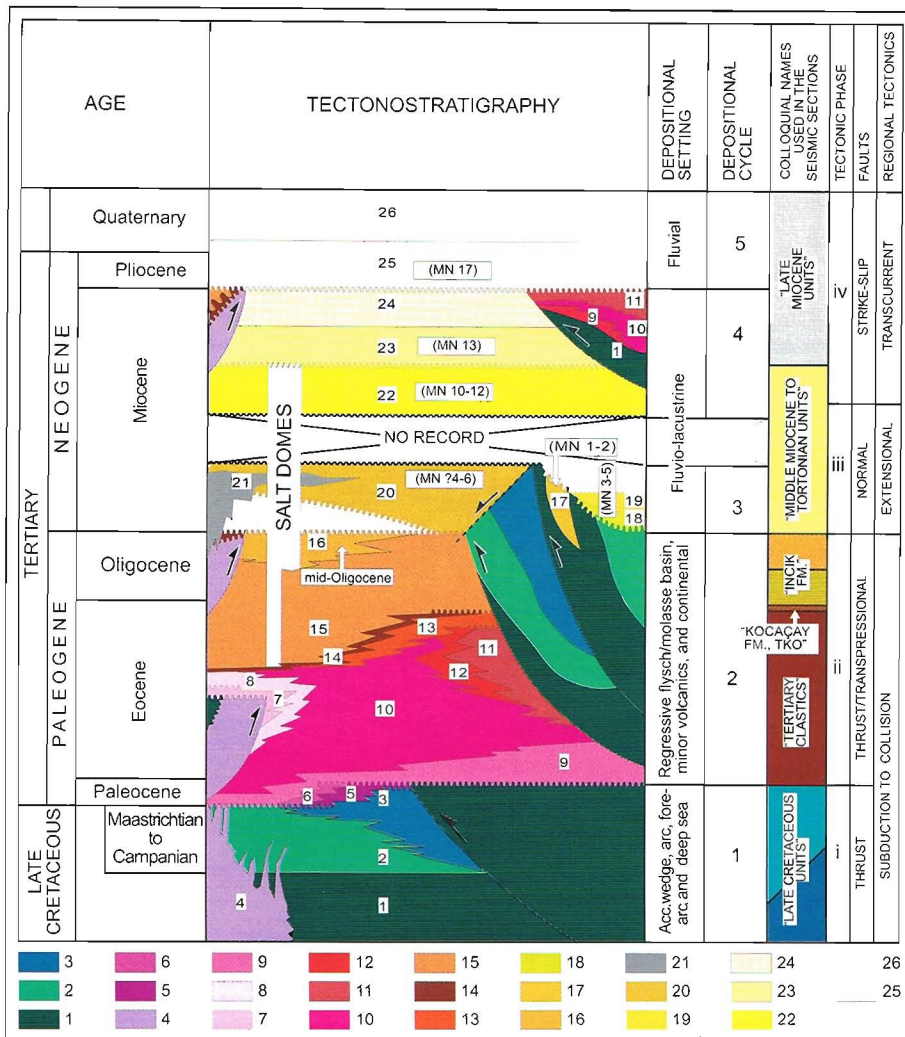 AGE
TECTONOSTRATIGRAPHY
DEPOSITIONAL
SETTING
DEPOSITIONAL
CYCLE
COLLOQUIAL NAMES
USED IN THE
SEISMIC SECTIONS
TECTONIC PHASE
FAULTS
REGIONAL TECTONICS
TERTIARY
NEOGENE
PALEOGENE
LATE
CRETACEOUS
Quaternary
Pliocene
Miocene
Oligocene
Eocene
Paleocene
Maastrichtian
to
Campanian
26
25
(MN 17)
24
11
9
10
1
23
(MN 13)
22
(MN 10-12)
NO RECORD
(MN 1-2)
SALT DOMES
21
20
(MN ?4-6)
17
(MN 3-5)
19
18
16
mid-Oligocene
15
13
14
11
12
8
7
10
9
6
5
3
2
4
1
Fluvial
Fluvio-lacustrine
Regressive flysch/molasse basin,
minor volcanics, and continental
Acc.wedge, arc, fore-
arc, and deep sea
5
4
3
2
1
"LATE
MIOCENE
UNITS"
"MIDDLE MIOCENE TO
TORTONIAN UNITS"
"INCIK
FM."
"KOCAÇAY
FM., TKO"
"TERTIARY
CLASTICS"
"LATE CRETACEOUS
UNITS"
iv
iii
ii
i
STRIKE-SLIP
NORMAL
THRUST/TRANSPRESSIONAL
THRUST
TRANSCURRENT
EXTENSIONAL
SUBDUCTION TO COLLISION
3 6 9 12 15 18 21 24 26
2 5 8 11 14 17 20 23 25
1 4 7 10 13 16 19 22